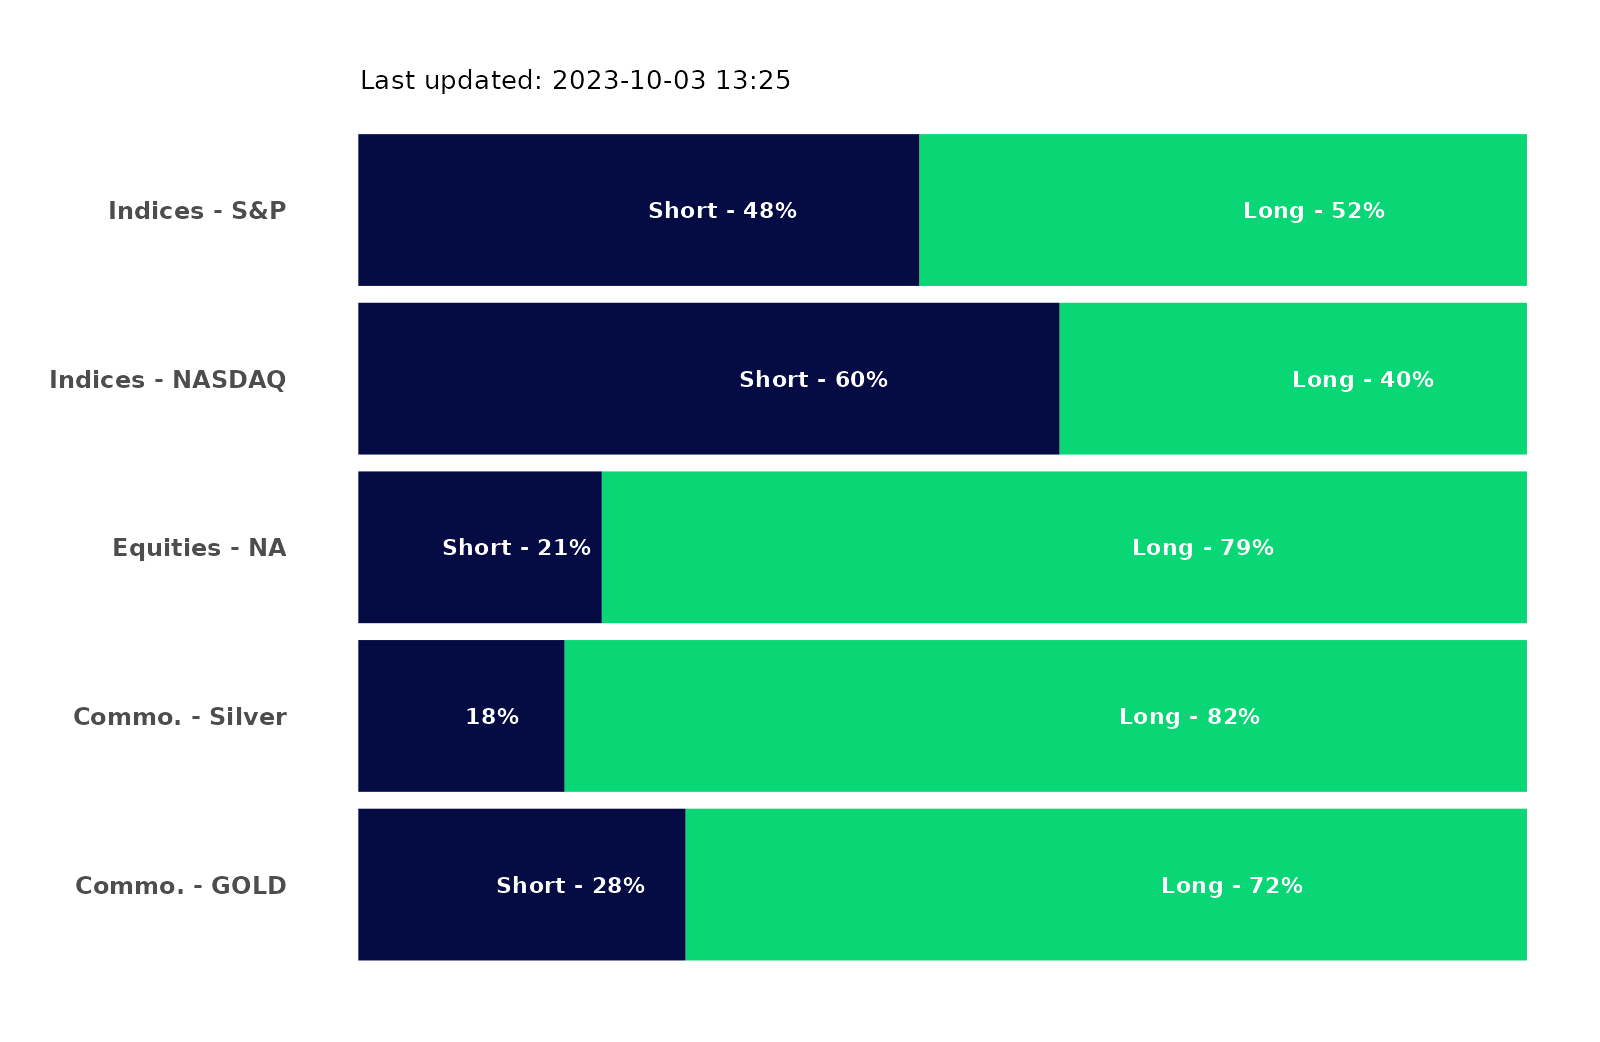 Last updated: 2023-10-03 13:25
Indices - S&P Short - 48% Long - 52%
Indices - NASDAQ Short - 60% Long - 40%
Equities - NA Short - 21% Long - 79%
Commo. - Silver 18% Long - 82%
Commo. - GOLD Short - 28% Long - 72%